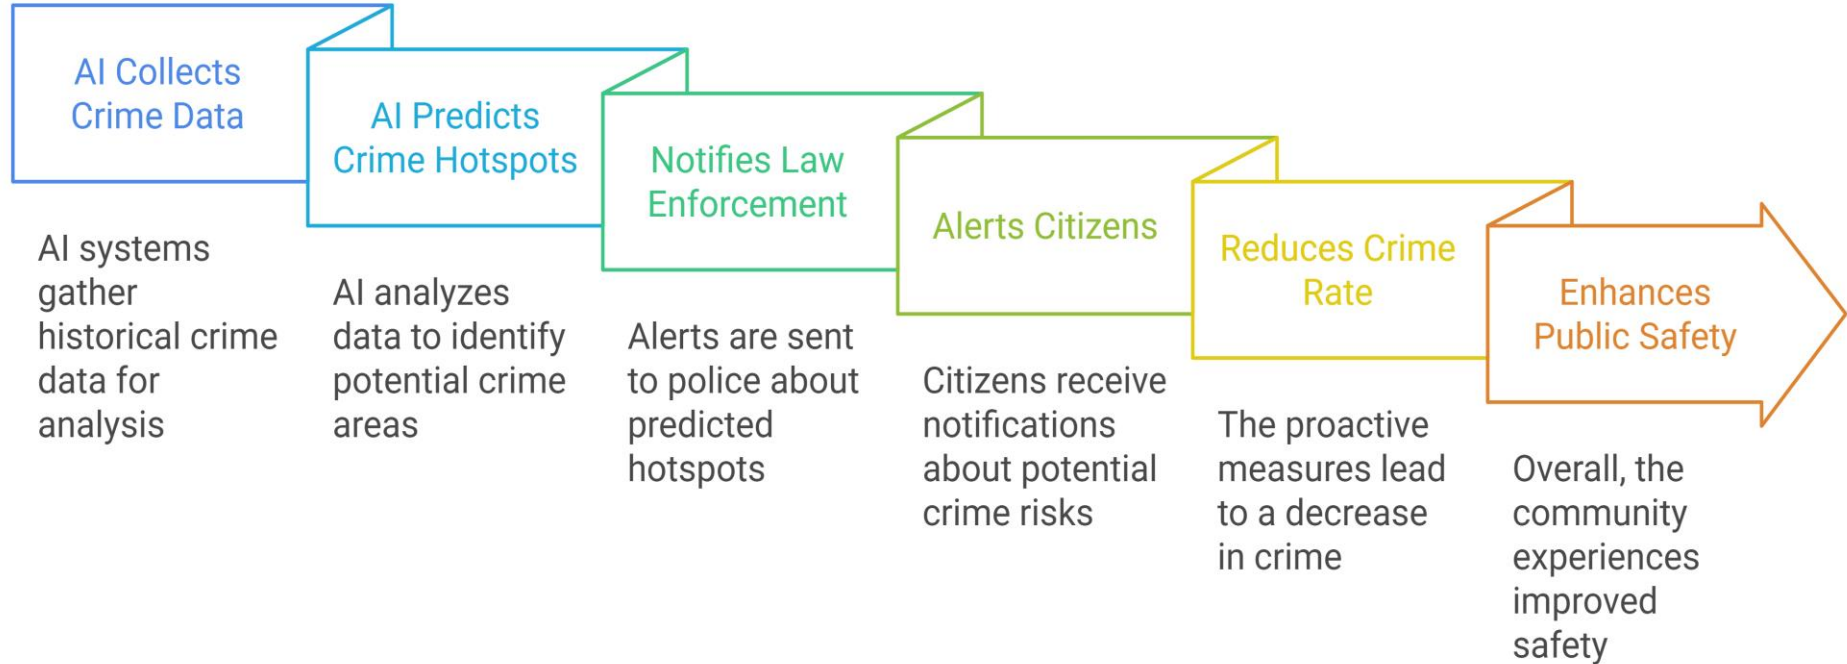 AI Collects
Crime Data
AI systems
gather
historical crime
data for
analysis
AI Predicts
Crime Hotspots
AI analyzes
data to identify
potential crime
areas
Notifies Law
Enforcement
Alerts are sent
to police about
predicted
hotspots
Alerts Citizens
Citizens receive
notifications
about potential
crime risks
Reduces Crime
Rate
The proactive
measures lead
to a decrease
in crime
Enhances
Public Safety
Overall, the
community
experiences
improved
safety